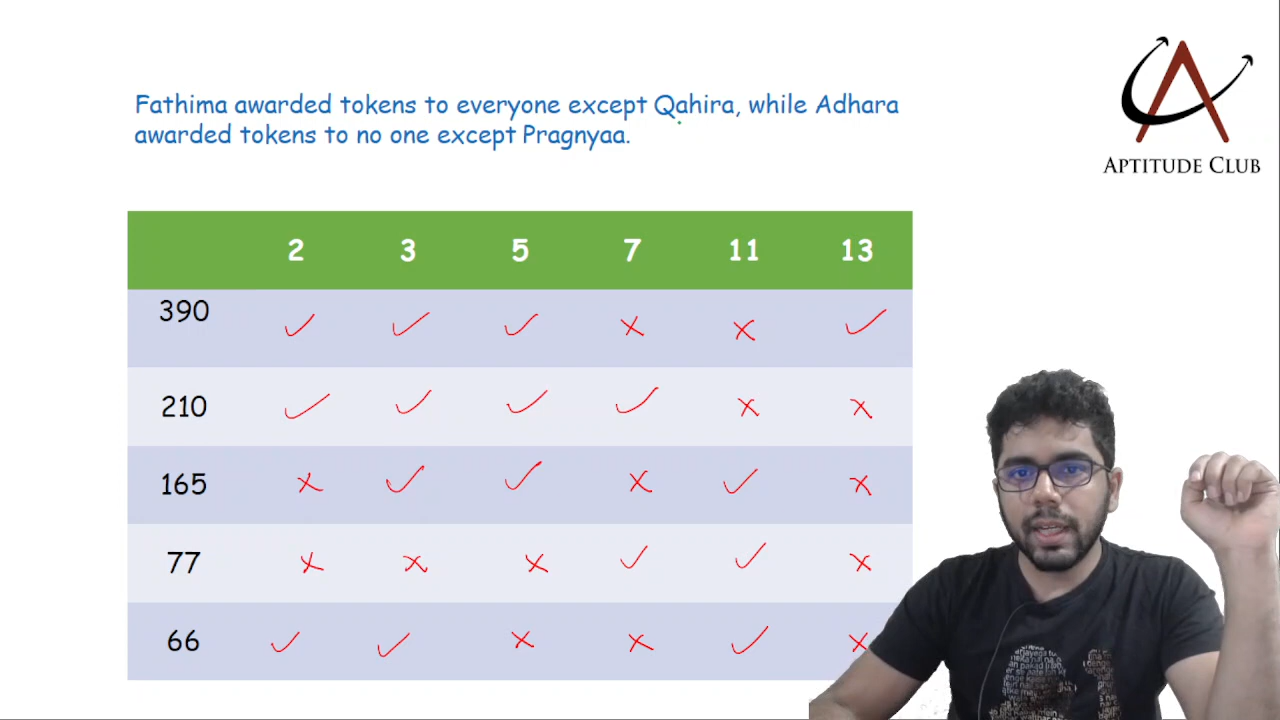 Fathima awarded tokens to everyone except Qahira, while Adhara
awarded tokens to no one except Pragnyaa.
APTITUDE CLUB
2 3 5 7 11 13
390 ✓ ✓ ✓ × × ✓
210 ✓ ✓ ✓ ✓ × ×
165 × ✓ ✓ × ✓ ×
77 × × × ✓ ✓ ×
66 ✓ ✓ × × ✓ ×